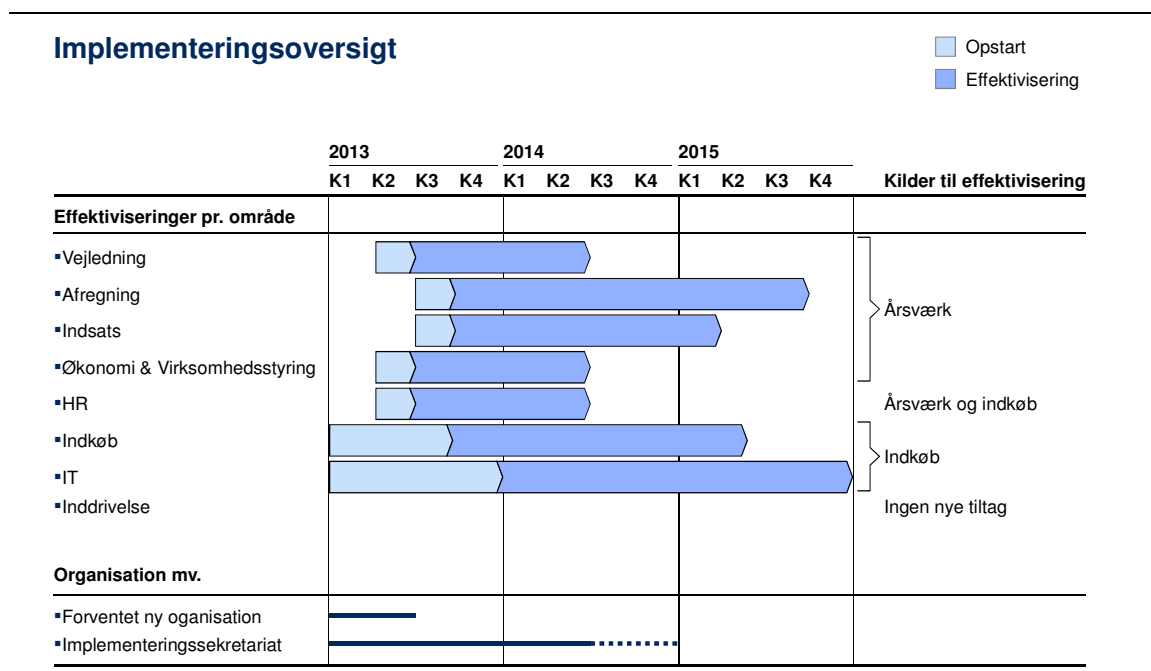 Implementeringsoversigt
Opstart
Effektivisering
2013 2014 2015
K1 K2 K3 K4 K1 K2 K3 K4 K1 K2 K3 K4 Kilder til effektivisering
Effektiviseringer pr. område
▪Vejledning
▪Afregning
Årsværk
▪Indsats
▪Økonomi & Virksomhedsstyring
▪HR Årsværk og indkøb
▪Indkøb
Indkøb
▪IT
▪Inddrivelse Ingen nye tiltag
Organisation mv.
▪Forventet ny oganisation
▪Implementeringssekretariat